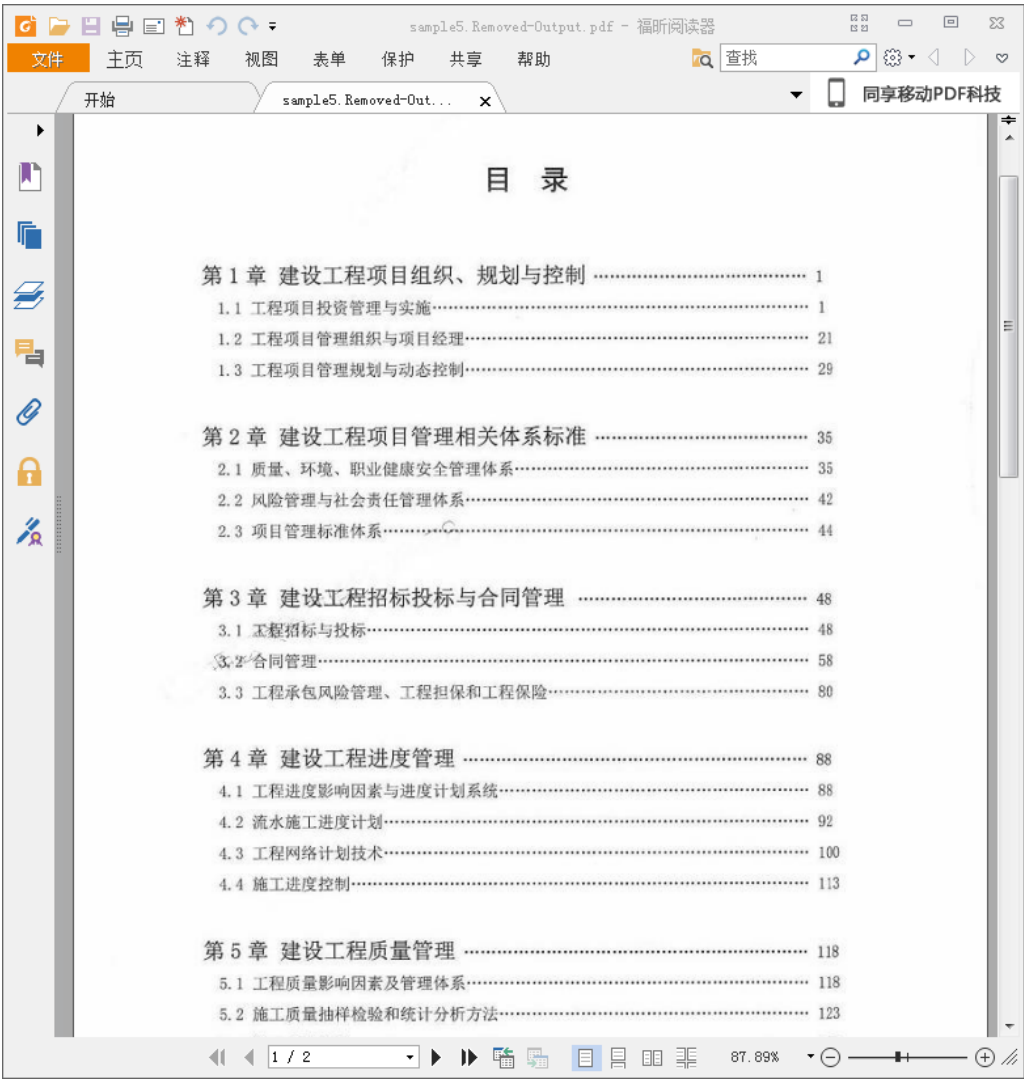 sample5.Removed-Output.pdf - 福昕阅读器
文件 主页 注释 视图 表单 保护 共享 帮助 查找
开始 sample5.Removed-Out... 同享移动PDF科技
目 录
第 1 章 建设工程项目组织、规划与控制 ………………………………… 1
1.1 工程项目投资管理与实施………………………………………………………… 1
1.2 工程项目管理组织与项目经理…………………………………………………… 21
1.3 工程项目管理规划与动态控制…………………………………………………… 29
第 2 章 建设工程项目管理相关体系标准 ………………………………… 35
2.1 质量、环境、职业健康安全管理体系…………………………………………… 35
2.2 风险管理与社会责任管理体系…………………………………………………… 42
2.3 项目管理标准体系………………………………………………………………… 44
第 3 章 建设工程招标投标与合同管理 …………………………………… 48
3.1 工程招标与投标…………………………………………………………………… 48
3.2 合同管理…………………………………………………………………………… 58
3.3 工程承包风险管理、工程担保和工程保险……………………………………… 80
第 4 章 建设工程进度管理 ………………………………………………… 88
4.1 工程进度影响因素与进度计划系统……………………………………………… 88
4.2 流水施工进度计划………………………………………………………………… 92
4.3 工程网络计划技术………………………………………………………………… 100
4.4 施工进度控制……………………………………………………………………… 113
第 5 章 建设工程质量管理 ………………………………………………… 118
5.1 工程质量影响因素及管理体系…………………………………………………… 118
5.2 施工质量抽样检验和统计分析方法……………………………………………… 123
1 / 2 87.89%